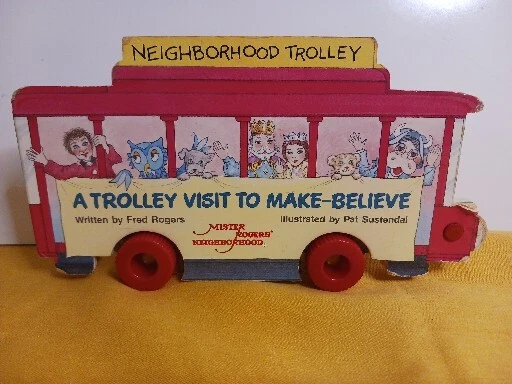 NEIGHBORHOOD TROLLEY
A TROLLEY VISIT TO MAKE-BELIEVE
Written by Fred Rogers
Illustrated by Pat Sustendal
MISTER
ROGERS'
NEIGHBORHOOD